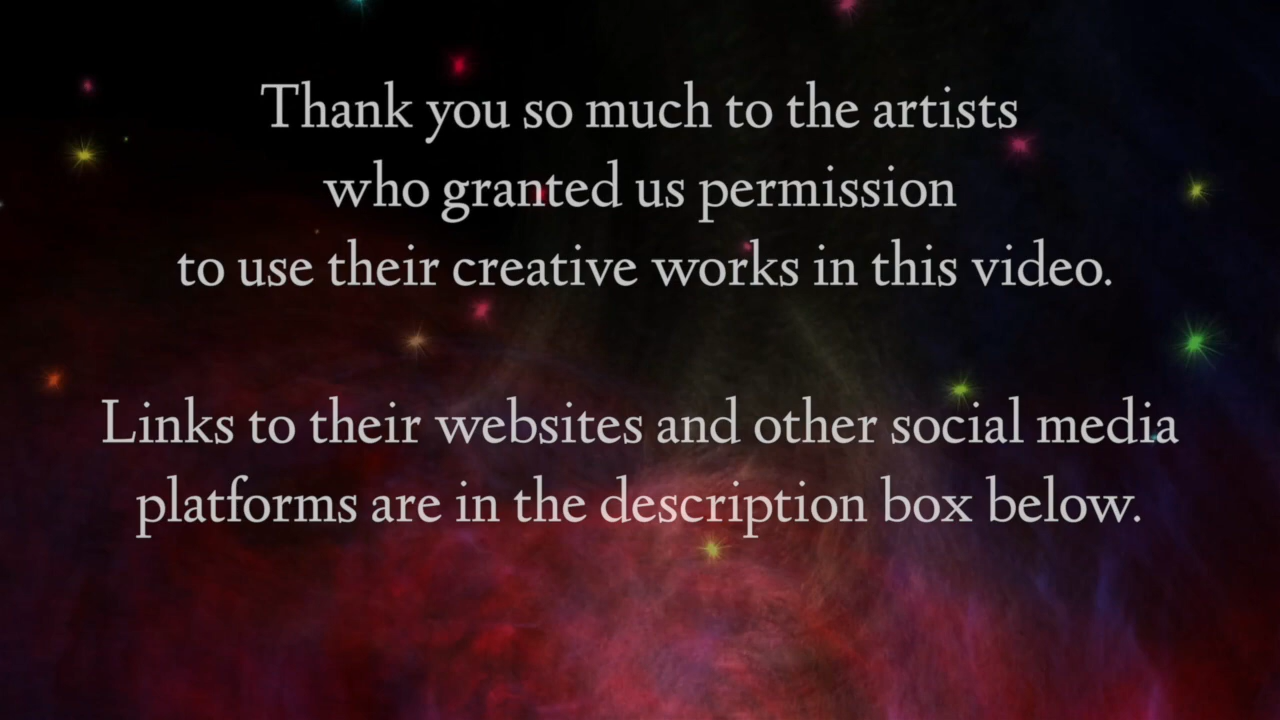 Thank you so much to the artists
who granted us permission
to use their creative works in this video.
Links to their websites and other social media
platforms are in the description box below.